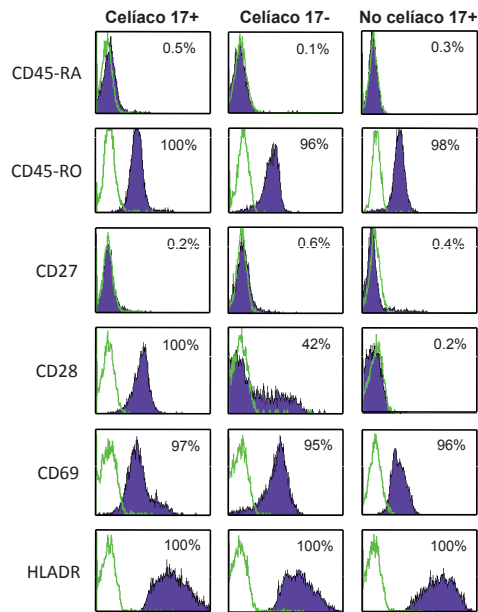 Celíaco 17+ Celíaco 17- No celíaco 17+
CD45-RA 0.5% 0.1% 0.3%
CD45-RO 100% 96% 98%
CD27 0.2% 0.6% 0.4%
CD28 100% 42% 0.2%
CD69 97% 95% 96%
HLADR 100% 100% 100%